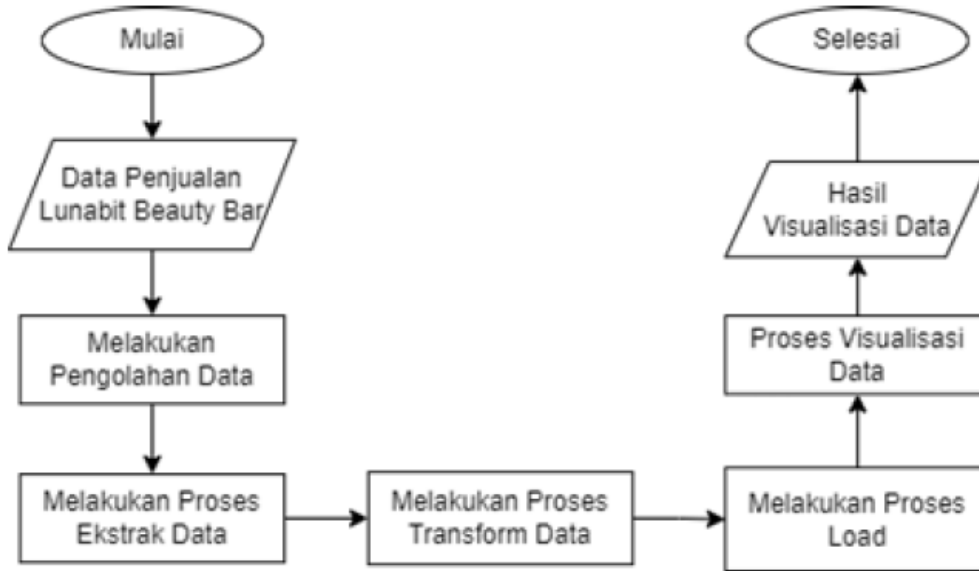 Mulai
Data Penjualan
Lunabit Beauty Bar
Melakukan
Pengolahan Data
Melakukan Proses
Ekstrak Data
Melakukan Proses
Transform Data
Melakukan Proses
Load
Proses Visualisasi
Data
Hasil
Visualisasi Data
Selesai